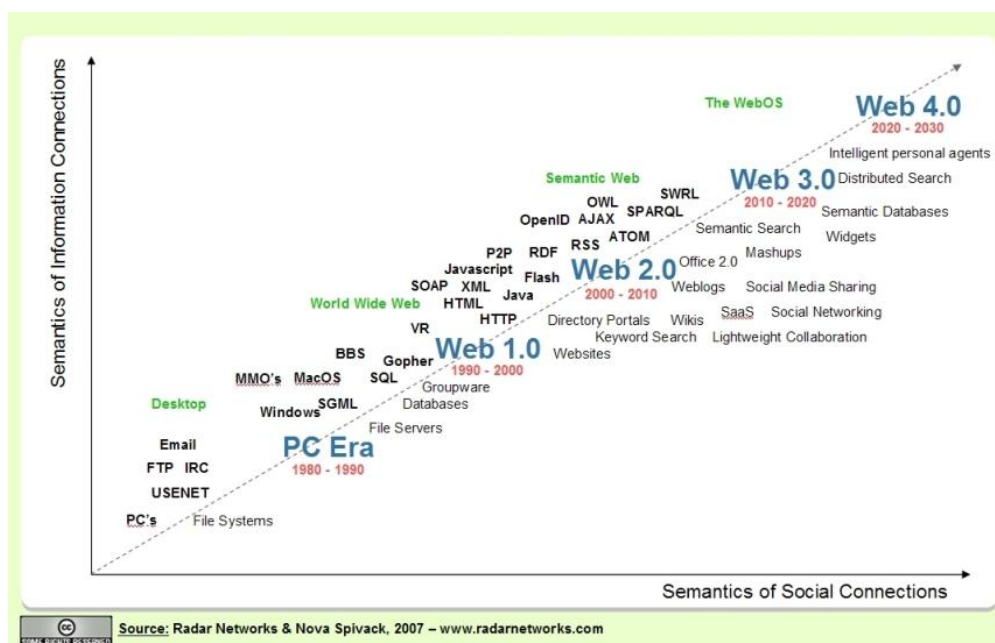 Semantics of Information Connections
The WebOS
Web 4.0
2020 - 2030
Intelligent personal agents
Semantic Web
Web 3.0
Distributed Search
2010 - 2020
SWRL
OWL
SPARQL
Semantic Databases
OpenID
AJAX
Semantic Search
ATOM
Widgets
RSS
P2P
RDF
Mashups
Office 2.0
Javascript
Web 2.0
Flash
SOAP
XML
Weblogs
Social Media Sharing
2000 - 2010
Java
World Wide Web
HTML
SaaS
Social Networking
HTTP
Directory Portals
Wikis
VR
Keyword Search
Lightweight Collaboration
Web 1.0
Websites
BBS
Gopher
1990 - 2000
MMO's
MacOS
SQL
Groupware
Desktop
SGML
Databases
Windows
File Servers
Email
PC Era
FTP
IRC
1980 - 1990
USENET
PC's
File Systems
Semantics of Social Connections
cc
SOME RIGHTS RESERVED
Source: Radar Networks & Nova Spivack, 2007 – www.radarnetworks.com